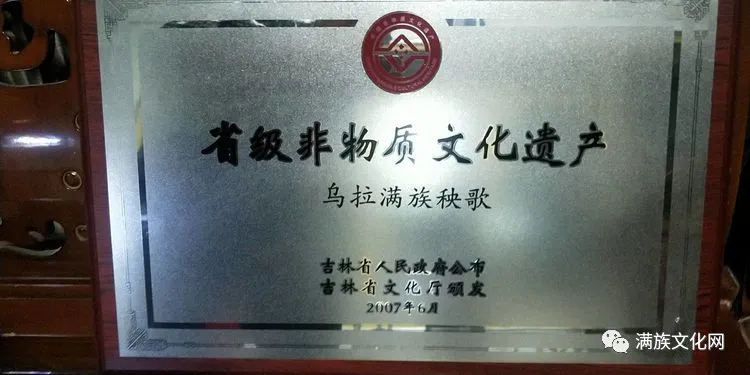 省级非物质文化遗产
乌拉满族秧歌
吉林省人民政府公布
吉林省文化厅颁发
2007年6月
满族文化网